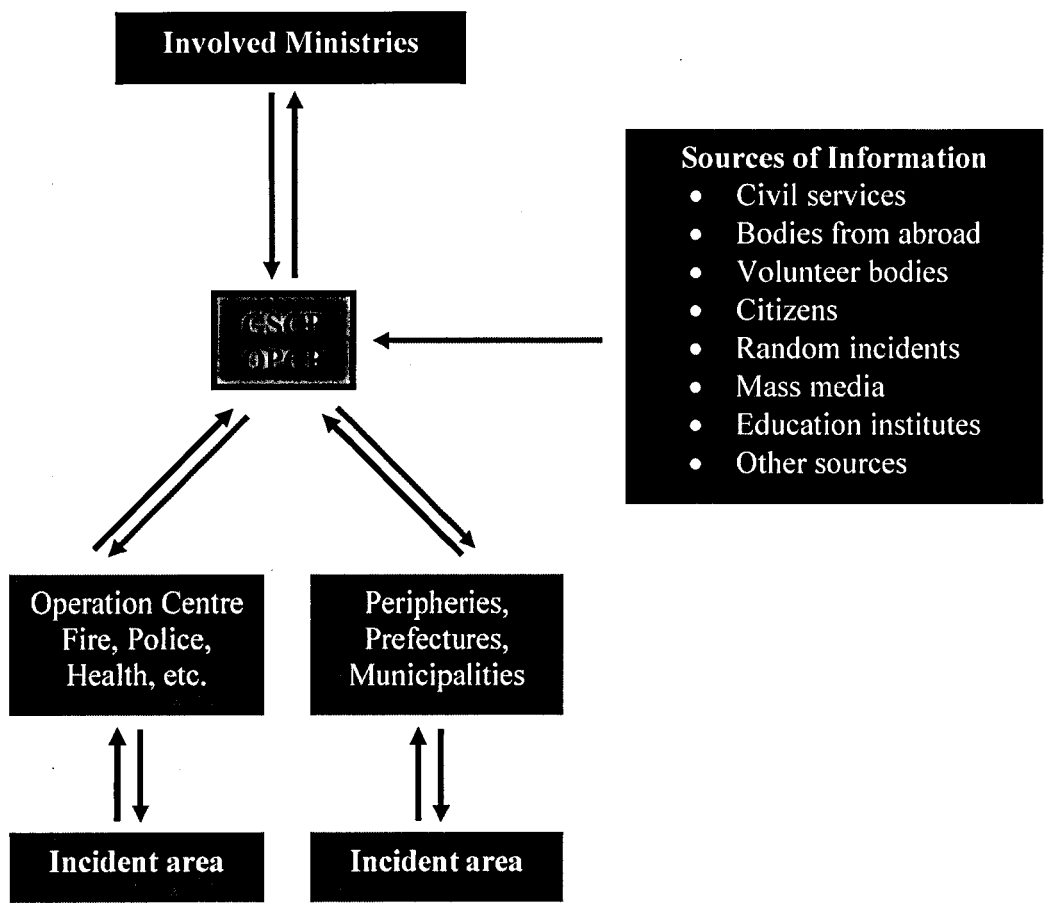 Involved Ministries
Sources of Information
• Civil services
• Bodies from abroad
• Volunteer bodies
• Citizens
• Random incidents
• Mass media
• Education institutes
• Other sources
Operation Centre
Fire, Police,
Health, etc.
Peripheries,
Prefectures,
Municipalities
Incident area
Incident area